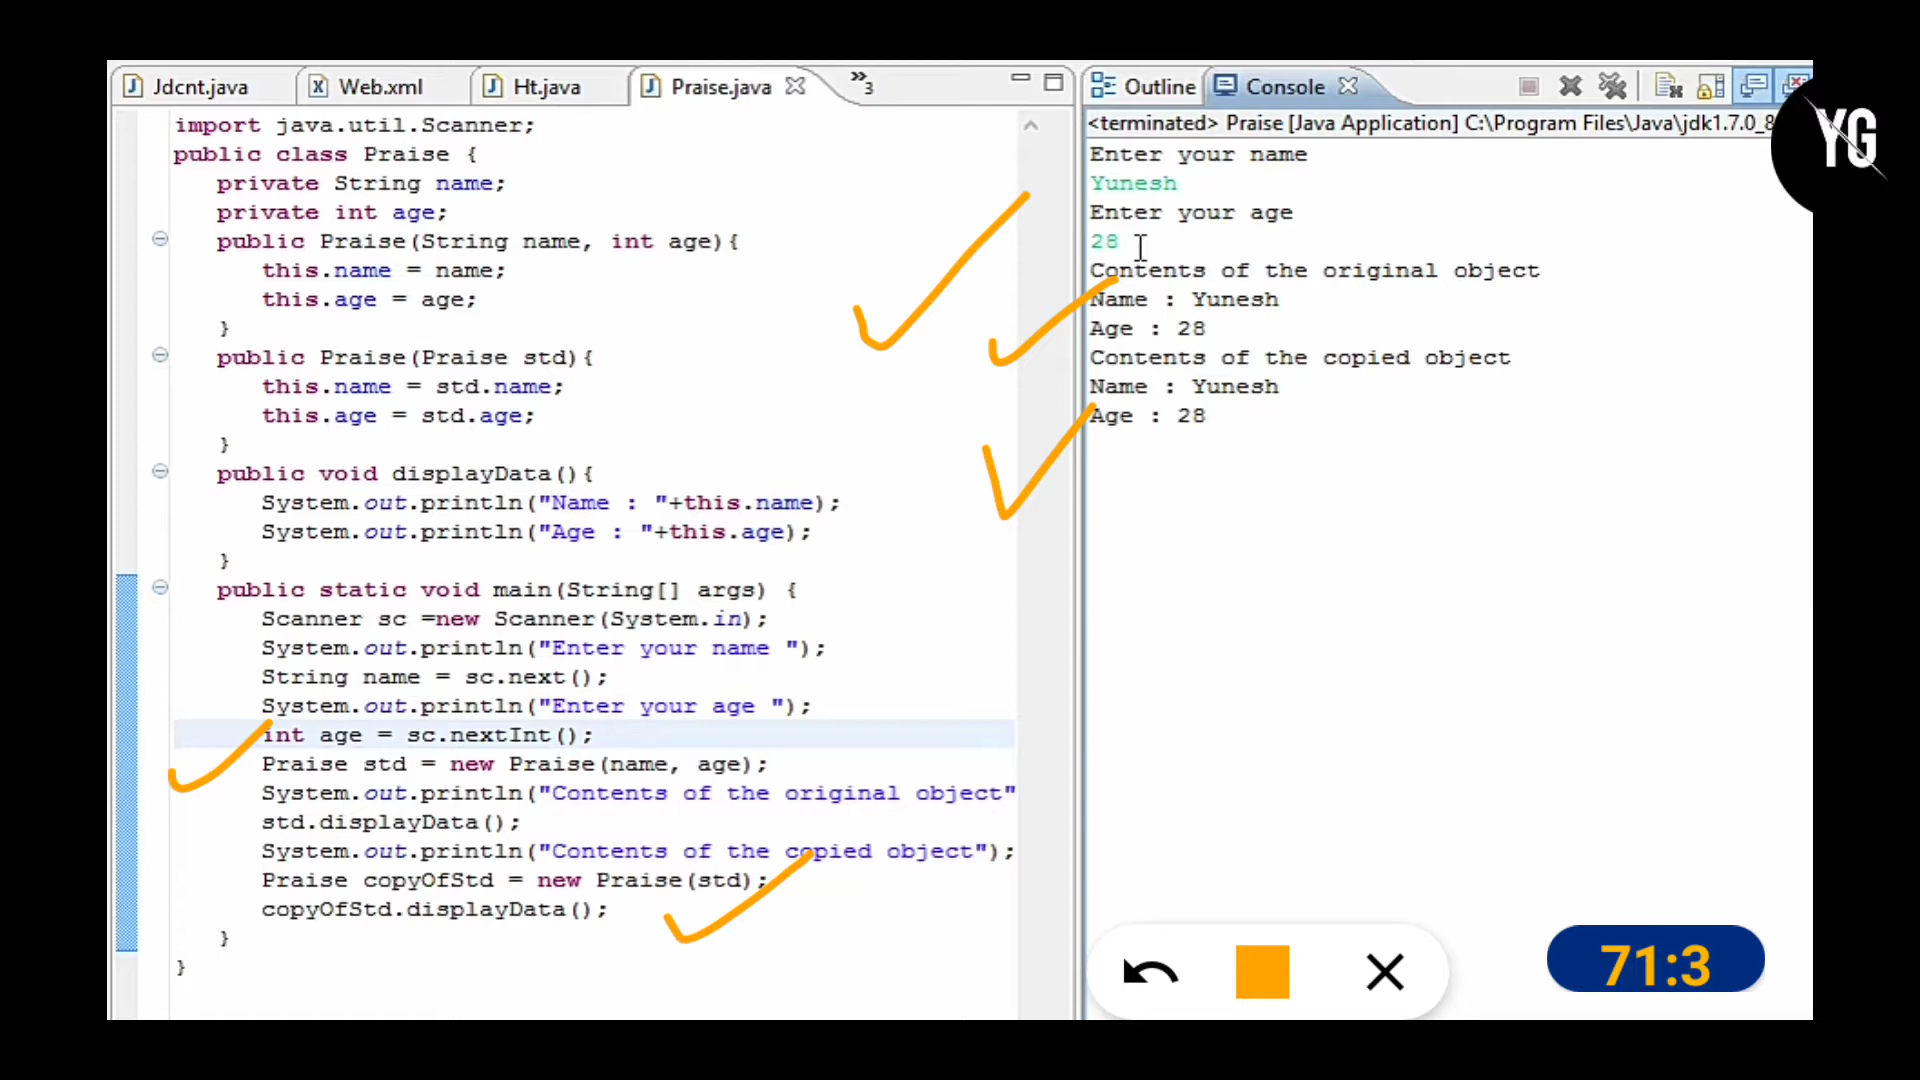 Jdcnt.java Web.xml Ht.java Praise.java »3
import java.util.Scanner;
public class Praise {
private String name;
private int age;
public Praise(String name, int age){
this.name = name;
this.age = age;
}
public Praise(Praise std){
this.name = std.name;
this.age = std.age;
}
public void displayData(){
System.out.println("Name : "+this.name);
System.out.println("Age : "+this.age);
}
public static void main(String[] args) {
Scanner sc =new Scanner(System.in);
System.out.println("Enter your name ");
String name = sc.next();
System.out.println("Enter your age ");
int age = sc.nextInt();
Praise std = new Praise(name, age);
System.out.println("Contents of the original object"
std.displayData();
System.out.println("Contents of the copied object");
Praise copyOfStd = new Praise(std);
copyOfStd.displayData();
}
}
Outline Console
<terminated> Praise [Java Application] C:\Program Files\Java\jdk1.7.0_8
Enter your name
Yunesh
Enter your age
28
Contents of the original object
Name : Yunesh
Age : 28
Contents of the copied object
Name : Yunesh
Age : 28
YG
71:3